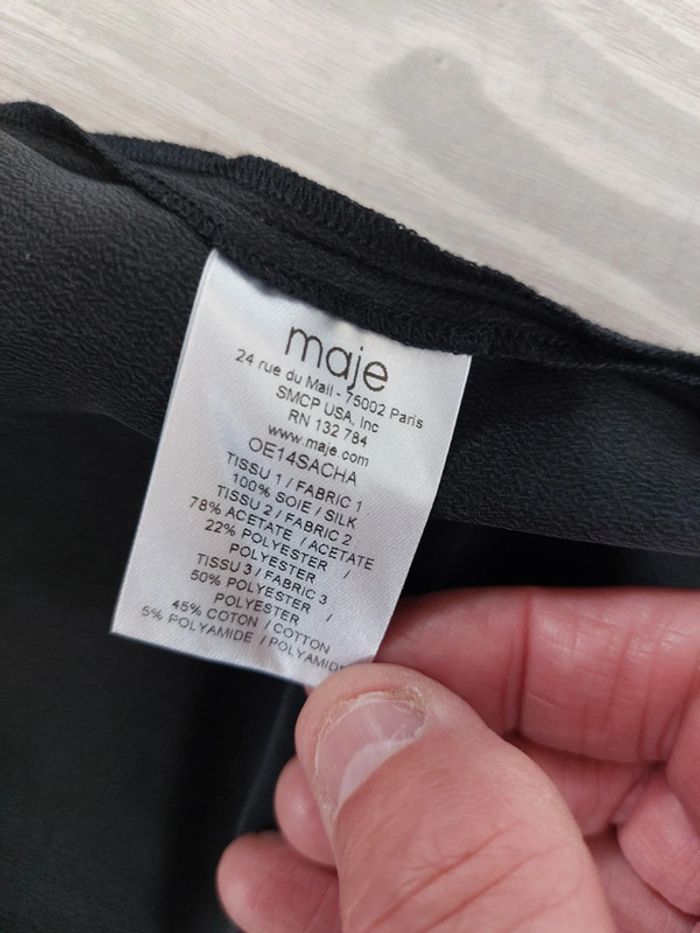 maje
24 rue du Mail - 75002 Paris
SMCP USA, Inc
RN 132 784
www.maje.com
OE14SACHA
TISSU 1 / FABRIC 1
100% SOIE / SILK
TISSU 2 / FABRIC 2
78% ACETATE / ACETATE
22% POLYESTER /
POLYESTER
TISSU 3 / FABRIC 3
50% POLYESTER /
POLYESTER
45% COTON / COTTON
5% POLYAMIDE / POLYAMIDE